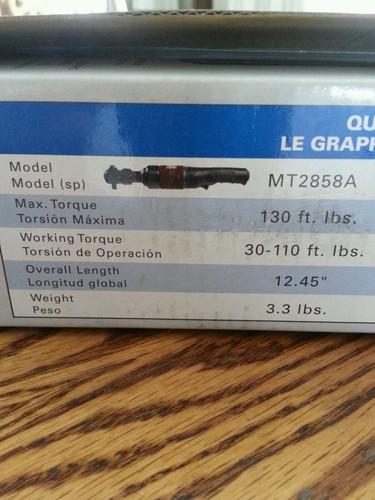 QU
LE GRAPH
Model
Model (sp)
MT2858A
Max. Torque
Torsión Máxima
130 ft. lbs.
Working Torque
Torsión de Operación
30-110 ft. lbs.
Overall Length
Longitud global
12.45"
Weight
Peso
3.3 lbs.